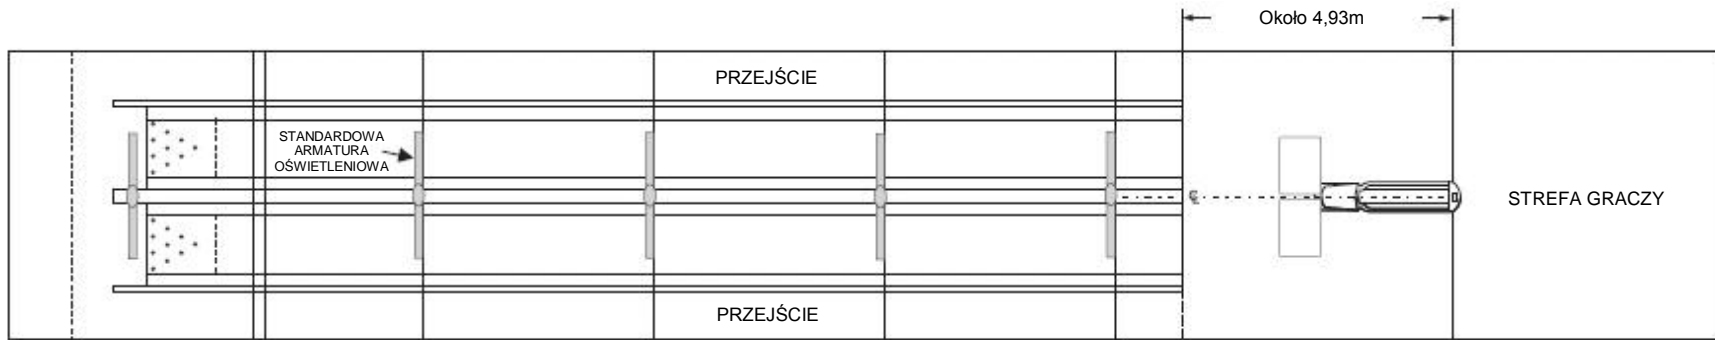 Około 4,93m
PRZEJŚCIE
STANDARDOWA
ARMATURA
OŚWIETLENIOWA
STREFA GRACZY
PRZEJŚCIE